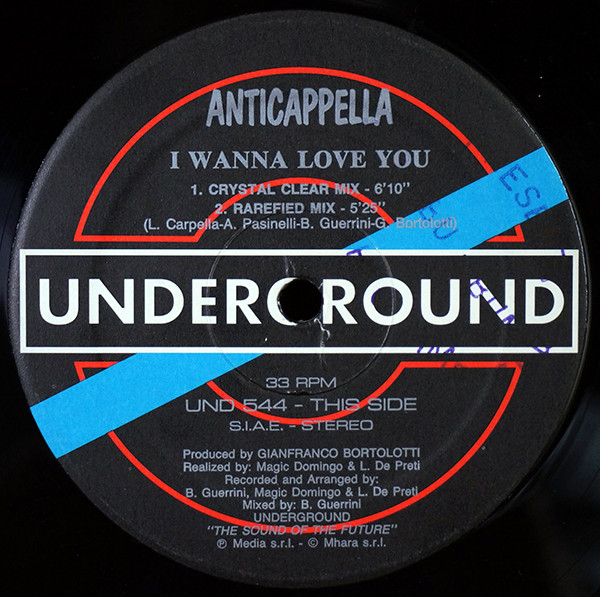 ANTICAPPELLA
I WANNA LOVE YOU
1. CRYSTAL CLEAR MIX - 6'10"
2. RAREFIED MIX - 5'25"
(L. Carpella-A. Pasinelli-B. Guerrini-G. Bortolotti)
UNDERGROUND
33 RPM
UND 544 - THIS SIDE
S.I.A.E. - STEREO
Produced by GIANFRANCO BORTOLOTTI
Realized by: Magic Domingo & L. De Preti
Recorded and Arranged by:
B. Guerrini, Magic Domingo & L. De Preti
Mixed by: B. Guerrini
UNDERGROUND
"THE SOUND OF THE FUTURE"
℗ Media s.r.l. - © Mhara s.r.l.